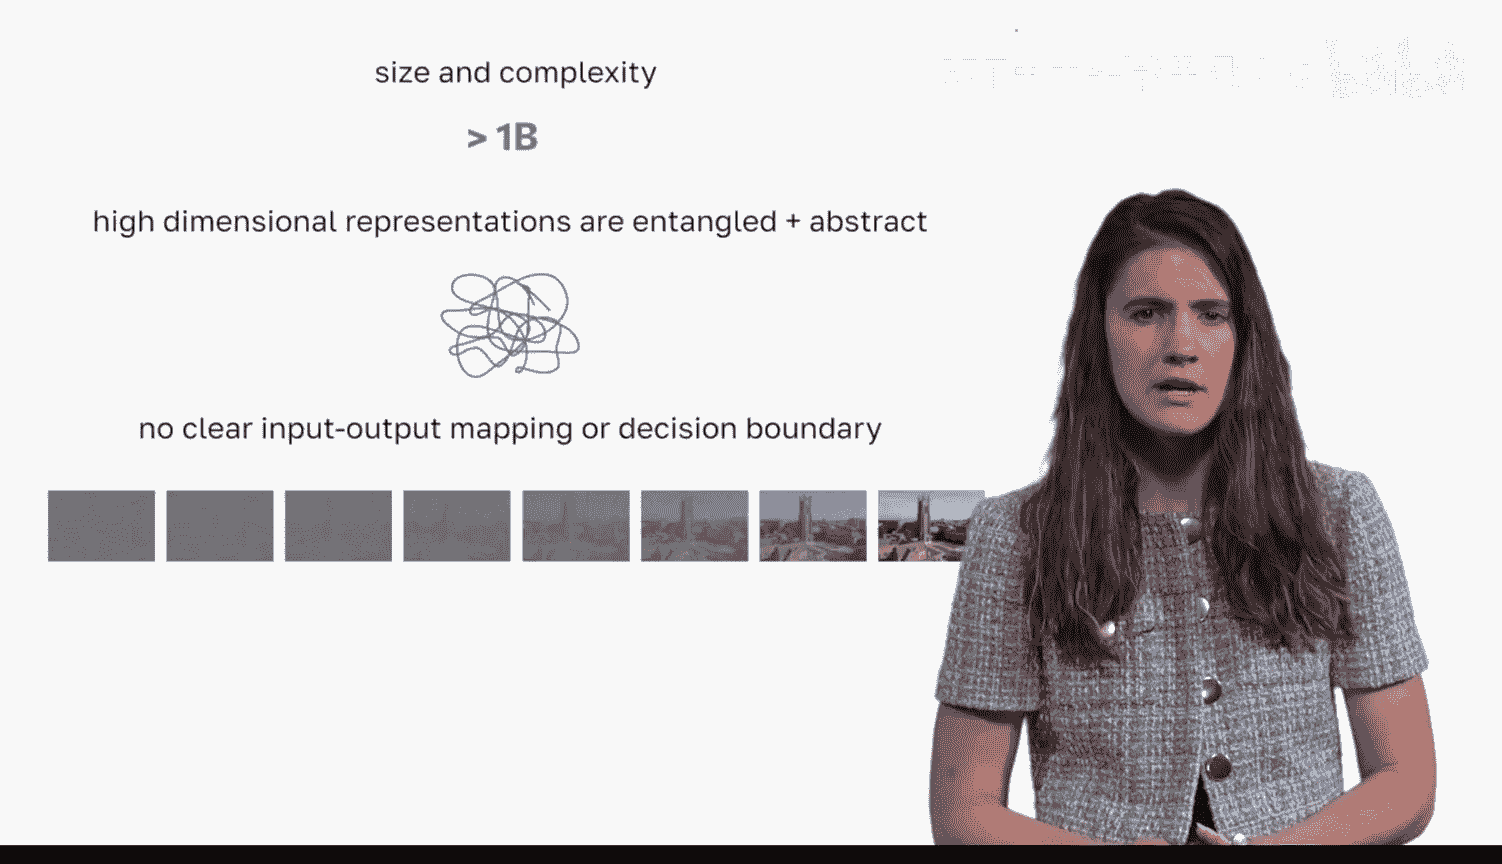 size and complexity
> 1B
high dimensional representations are entangled + abstract
no clear input-output mapping or decision boundary